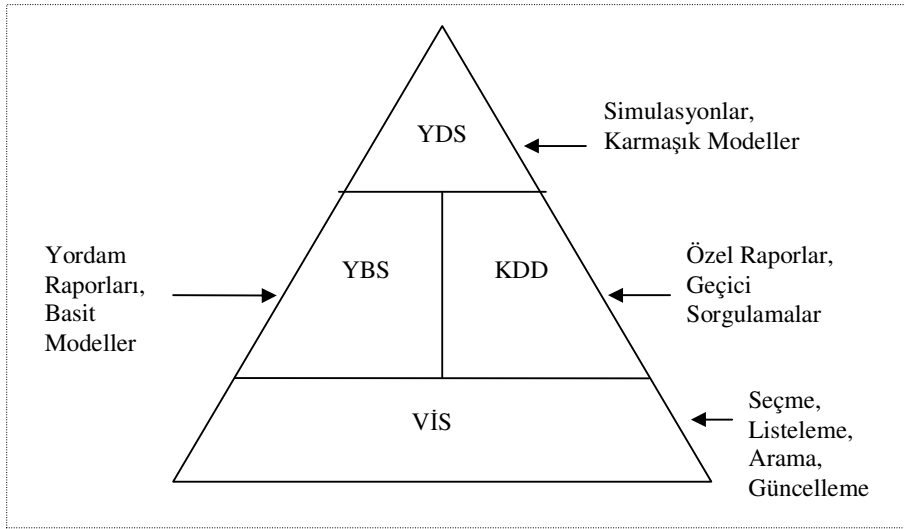 YDS
Simulasyonlar,
Karmaşık Modeller
Yordam
Raporları,
Basit
Modeller
YBS
KDD
Özel Raporlar,
Geçici
Sorgulamalar
VİS
Seçme,
Listeleme,
Arama,
Güncelleme